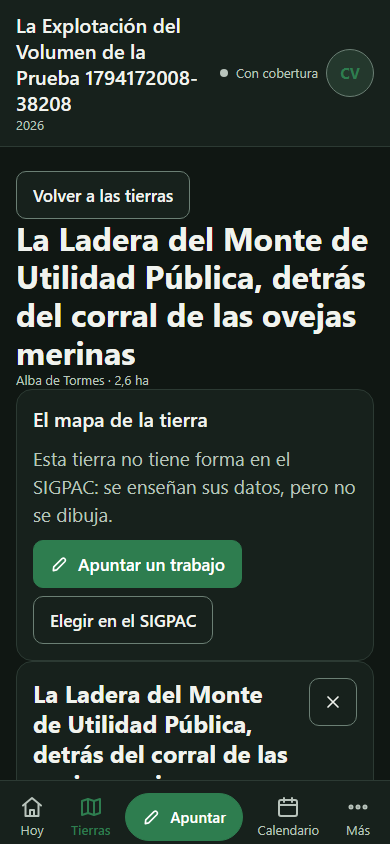 La Explotación del
Volumen de la
Prueba 1794172008-
38208
2026
Con cobertura
CV
Volver a las tierras
La Ladera del Monte de
Utilidad Pública, detrás
del corral de las ovejas
merinas
Alba de Tormes · 2,6 ha
El mapa de la tierra
Esta tierra no tiene forma en el
SIGPAC: se enseñan sus datos, pero no
se dibuja.
Apuntar un trabajo
Elegir en el SIGPAC
La Ladera del Monte
de Utilidad Pública,
detrás del corral de las
Hoy
Tierras
Apuntar
Calendario
Más